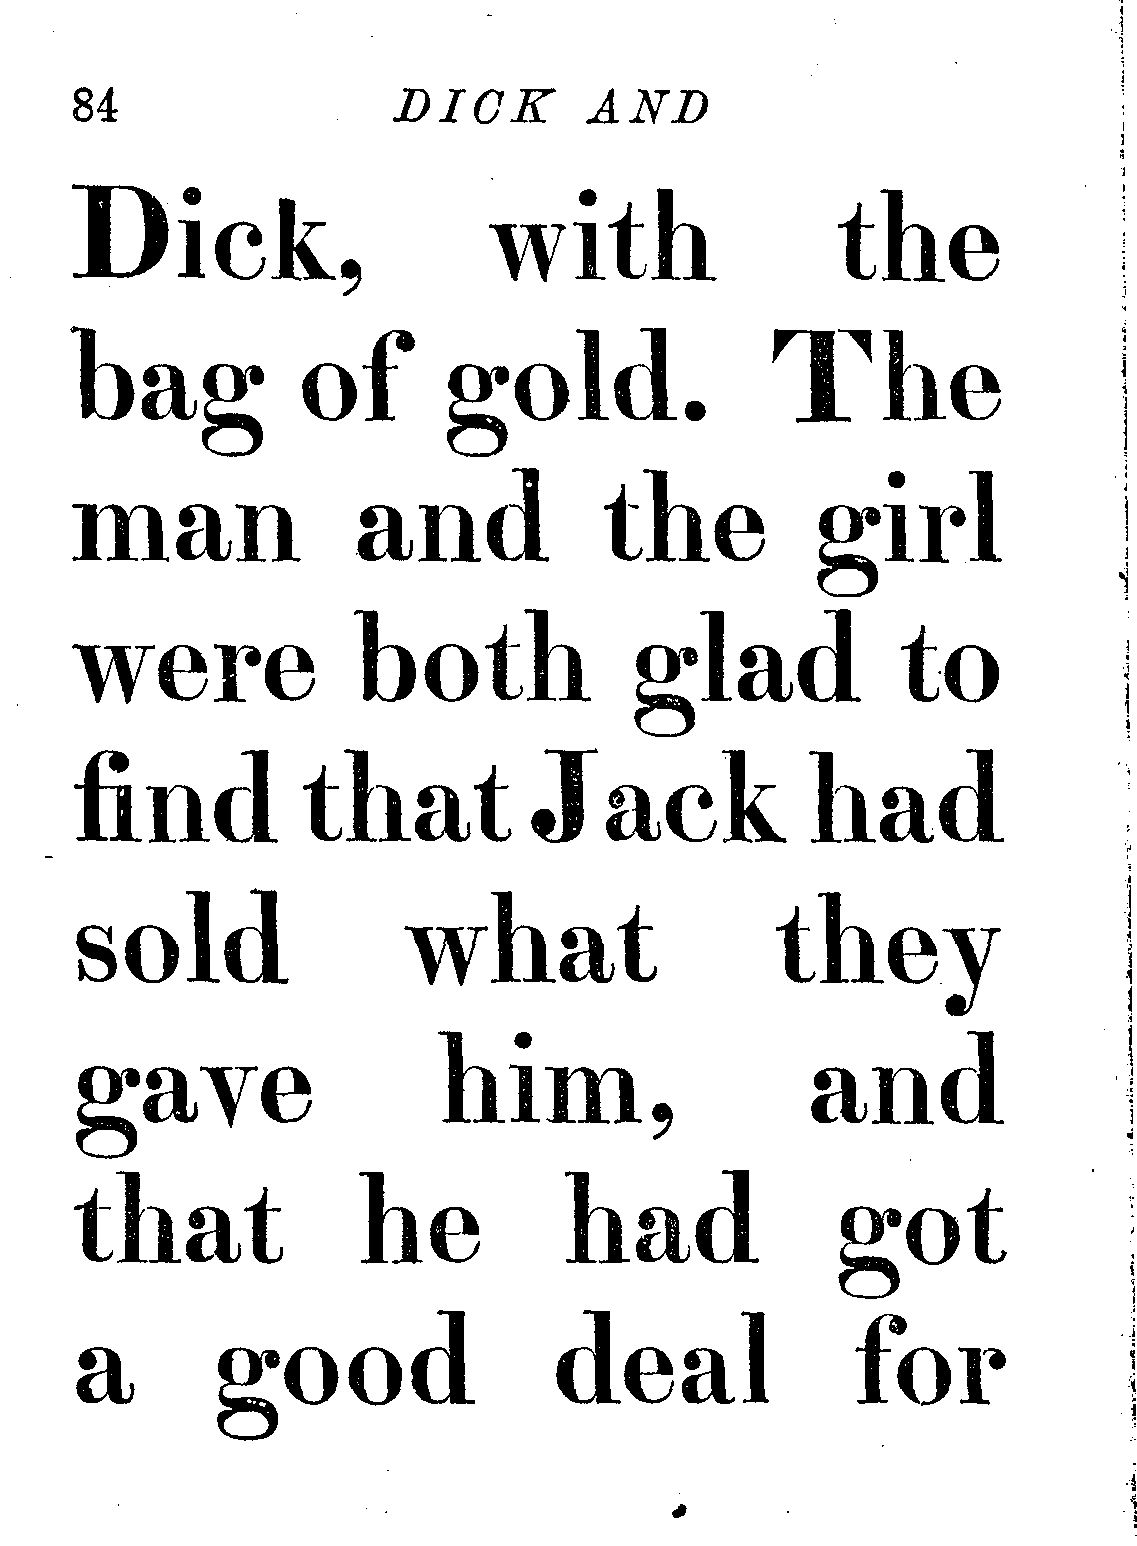 84 DICK AND
Dick, with the
bag of gold. The
man and the girl
were both glad to
find that Jack had
sold what they
gave him, and
that he had got
a good deal for